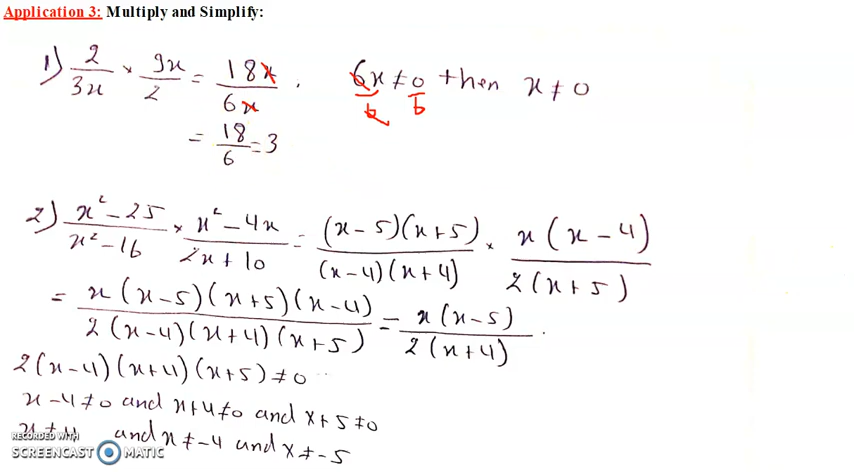 Application 3: Multiply and Simplify:
1) 2/3x × 9x/2 = 18x/6x . 6x/6 ≠ 0/6 then x ≠ 0
= 18/6 = 3
2) x² - 25/x² - 16 × x² - 4x/2x + 10 = (x - 5)(x + 5)/(x - 4)(x + 4) × x(x - 4)/2(x + 5)
= x(x - 5)(x + 5)(x - 4)/2(x - 4)(x + 4)(x + 5) = x(x - 5)/2(x + 4) .
2(x - 4)(x + 4)(x + 5) ≠ 0
x - 4 ≠ 0 and x + 4 ≠ 0 and x + 5 ≠ 0
x ≠ 4 and x ≠ -4 and x ≠ -5
RECORDED WITH
SCREENCAST MATIC